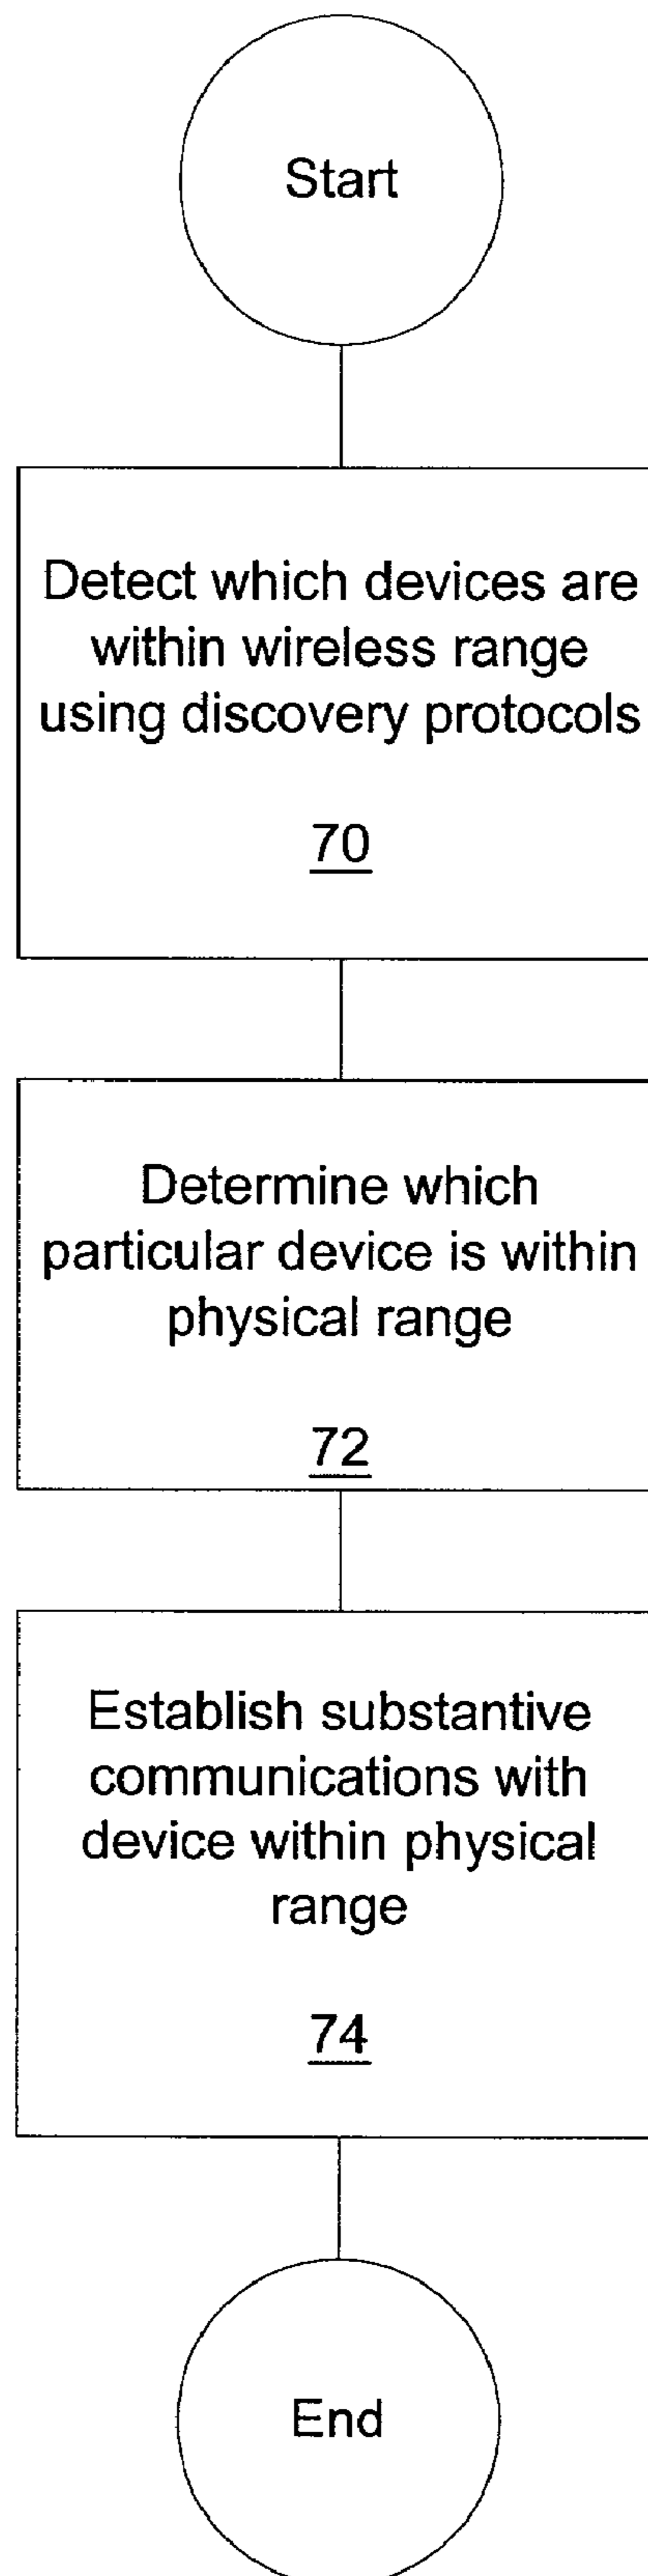 Start
Detect which devices are
within wireless range
using discovery protocols
70
Determine which
particular device is within
physical range
72
Establish substantive
communications with
device within physical
range
74
End